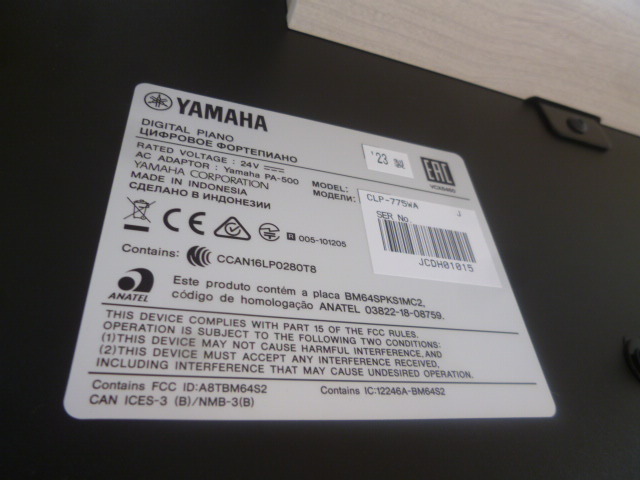 YAMAHA
DIGITAL PIANO
ЦИФРОВОЕ ФОРТЕПИАНО
RATED VOLTAGE : 24V
AC ADAPTOR : Yamaha PA-500
YAMAHA CORPORATION
MADE IN INDONESIA
СДЕЛАНО В ИНДОНЕЗИИ
MODEL:
МОДЕЛИ:
'23 製
EAC
CLP-775WA J
SER No.
JCDH01015
CE
R 005-101205
Contains: CCAN16LP0280T8
ANATEL
Este produto contém a placa BM64SPKS1MC2,
código de homologação ANATEL 03822-18-08759.
THIS DEVICE COMPLIES WITH PART 15 OF THE FCC RULES.
OPERATION IS SUBJECT TO THE FOLLOWING TWO CONDITIONS:
(1)THIS DEVICE MAY NOT CAUSE HARMFUL INTERFERENCE,AND
(2)THIS DEVICE MUST ACCEPT ANY INTERFERENCE RECEIVED,
INCLUDING INTERFERENCE THAT MAY CAUSE UNDESIRED OPERATION.
Contains FCC ID:A8TBM64S2 Contains IC:12246A-BM64S2
CAN ICES-3 (B)/NMB-3(B)